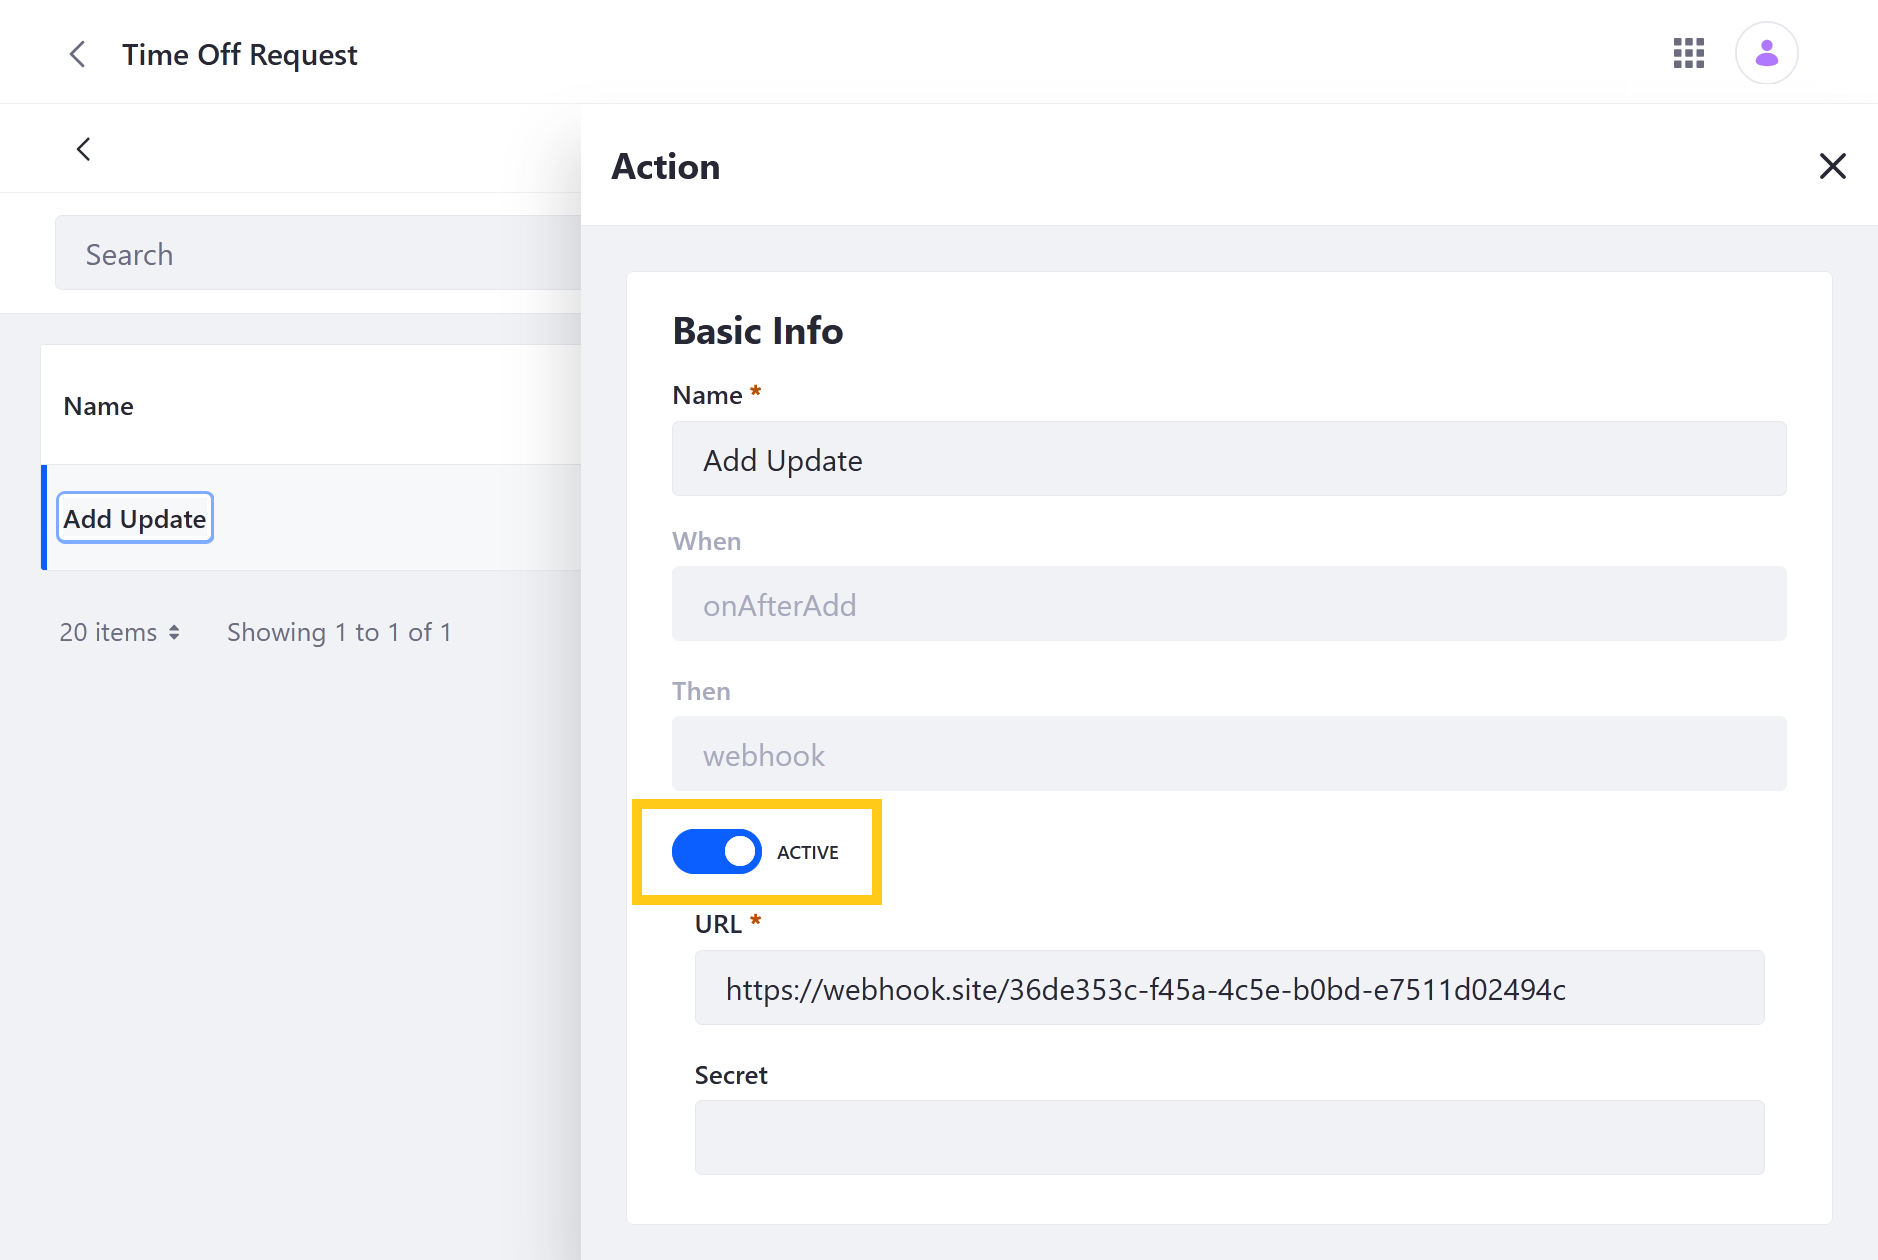 Time Off Request
Search
Name
Add Update
20 items
Showing 1 to 1 of 1
Action
Basic Info
Name *
Add Update
When
onAfterAdd
Then
webhook
ACTIVE
URL *
https://webhook.site/36de353c-f45a-4c5e-b0bd-e7511d02494c
Secret